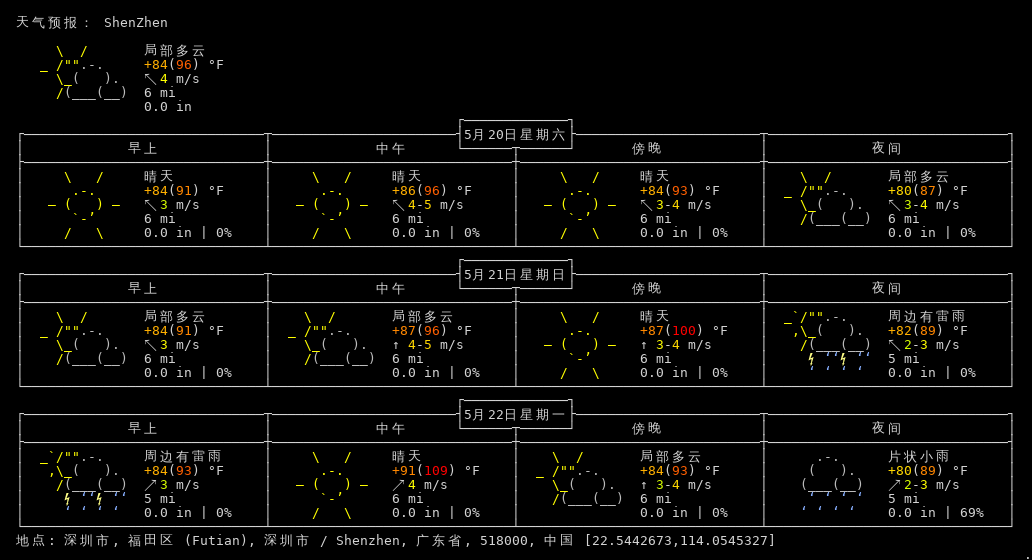 天气预报： ShenZhen
局部多云
+84(96) °F
↖ 4 m/s
6 mi
0.0 in
5月20日星期六
早上 中午 傍晚 夜间
晴天 晴天 晴天 局部多云
+84(91) °F +86(96) °F +84(93) °F +80(87) °F
↖ 3 m/s ↖ 4-5 m/s ↖ 3-4 m/s ↖ 3-4 m/s
6 mi 6 mi 6 mi 6 mi
0.0 in | 0% 0.0 in | 0% 0.0 in | 0% 0.0 in | 0%
5月21日星期日
早上 中午 傍晚 夜间
局部多云 局部多云 晴天 周边有雷雨
+84(91) °F +87(96) °F +87(100) °F +82(89) °F
↖ 3 m/s ↑ 4-5 m/s ↑ 3-4 m/s ↖ 2-3 m/s
6 mi 6 mi 6 mi 5 mi
0.0 in | 0% 0.0 in | 0% 0.0 in | 0% 0.0 in | 0%
5月22日星期一
早上 中午 傍晚 夜间
周边有雷雨 晴天 局部多云 片状小雨
+84(93) °F +91(109) °F +84(93) °F +80(89) °F
↗ 3 m/s ↗ 4 m/s ↑ 3-4 m/s ↗ 2-3 m/s
5 mi 6 mi 6 mi 5 mi
0.0 in | 0% 0.0 in | 0% 0.0 in | 0% 0.0 in | 69%
地点: 深圳市, 福田区 (Futian), 深圳市 / Shenzhen, 广东省, 518000, 中国 [22.5442673,114.0545327]